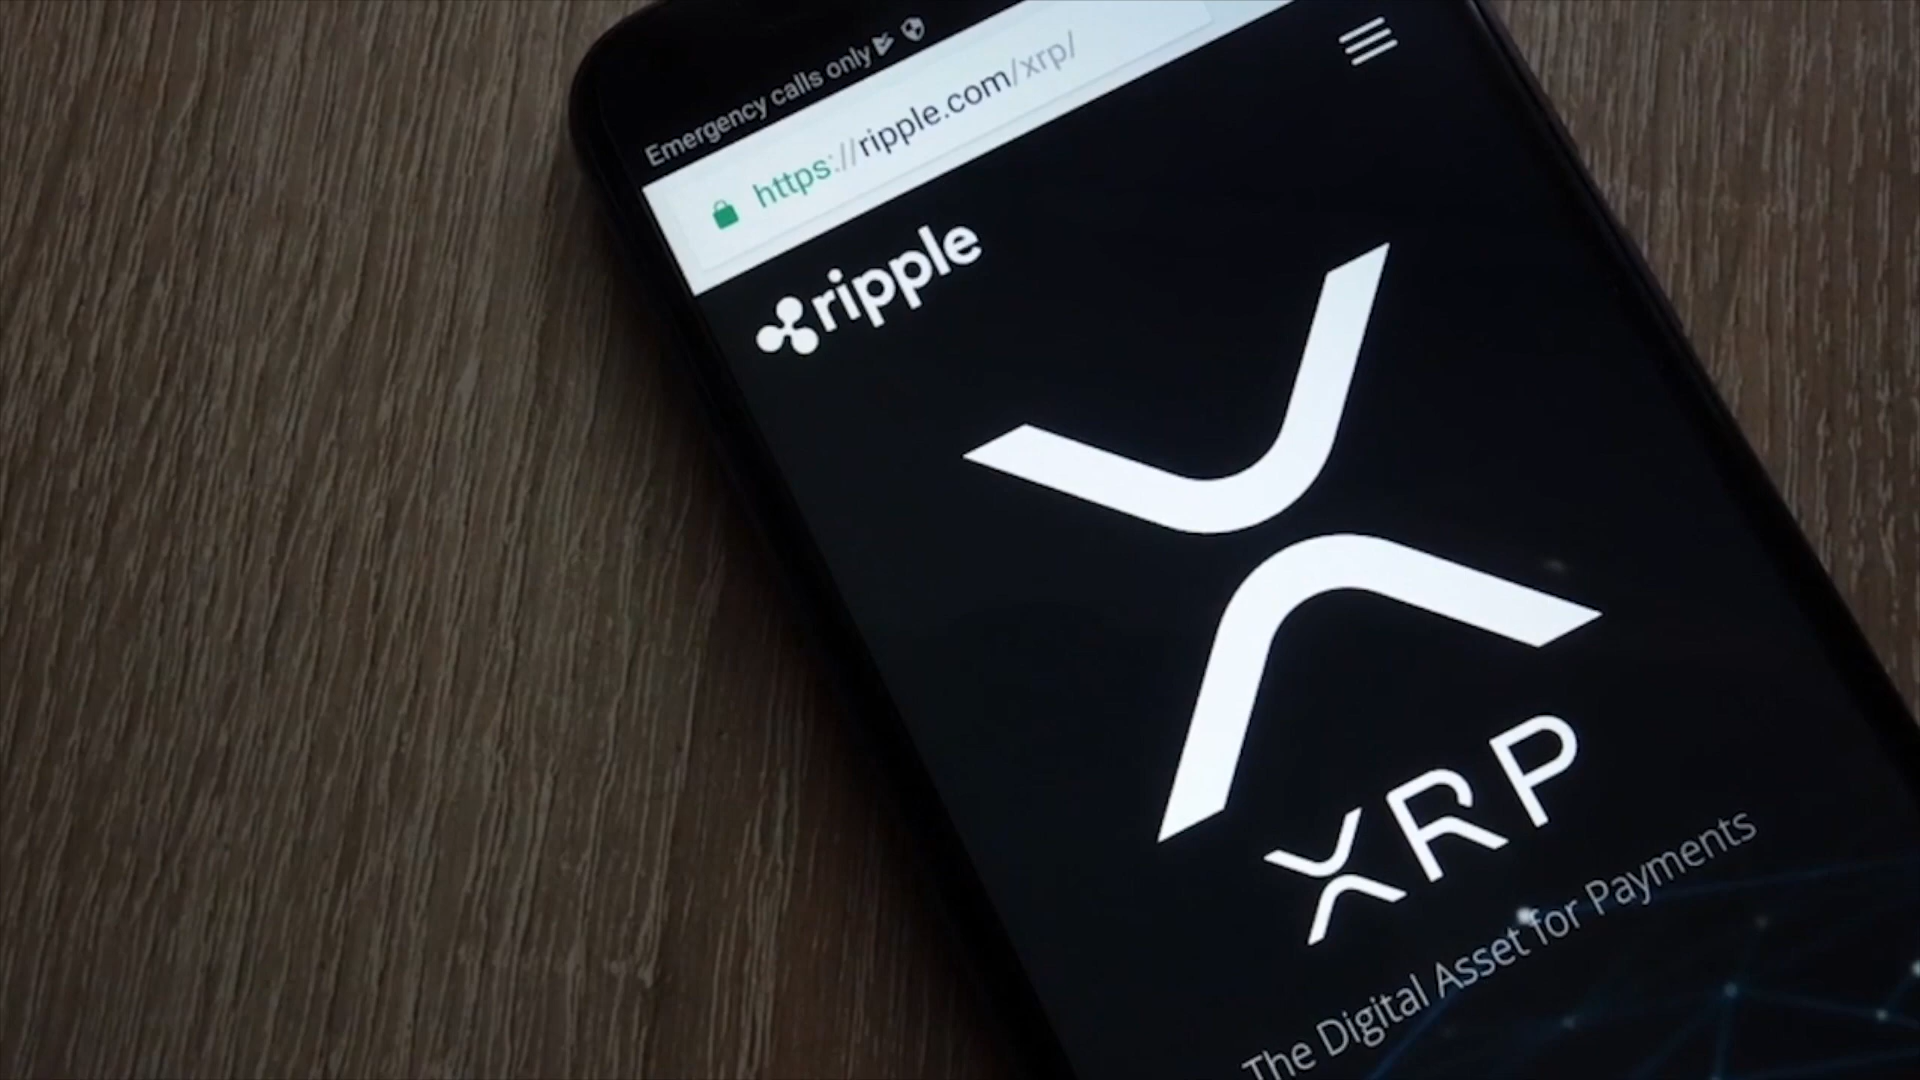 Emergency calls only
https://ripple.com/xrp/
ripple
XRP
The Digital Asset for Payments